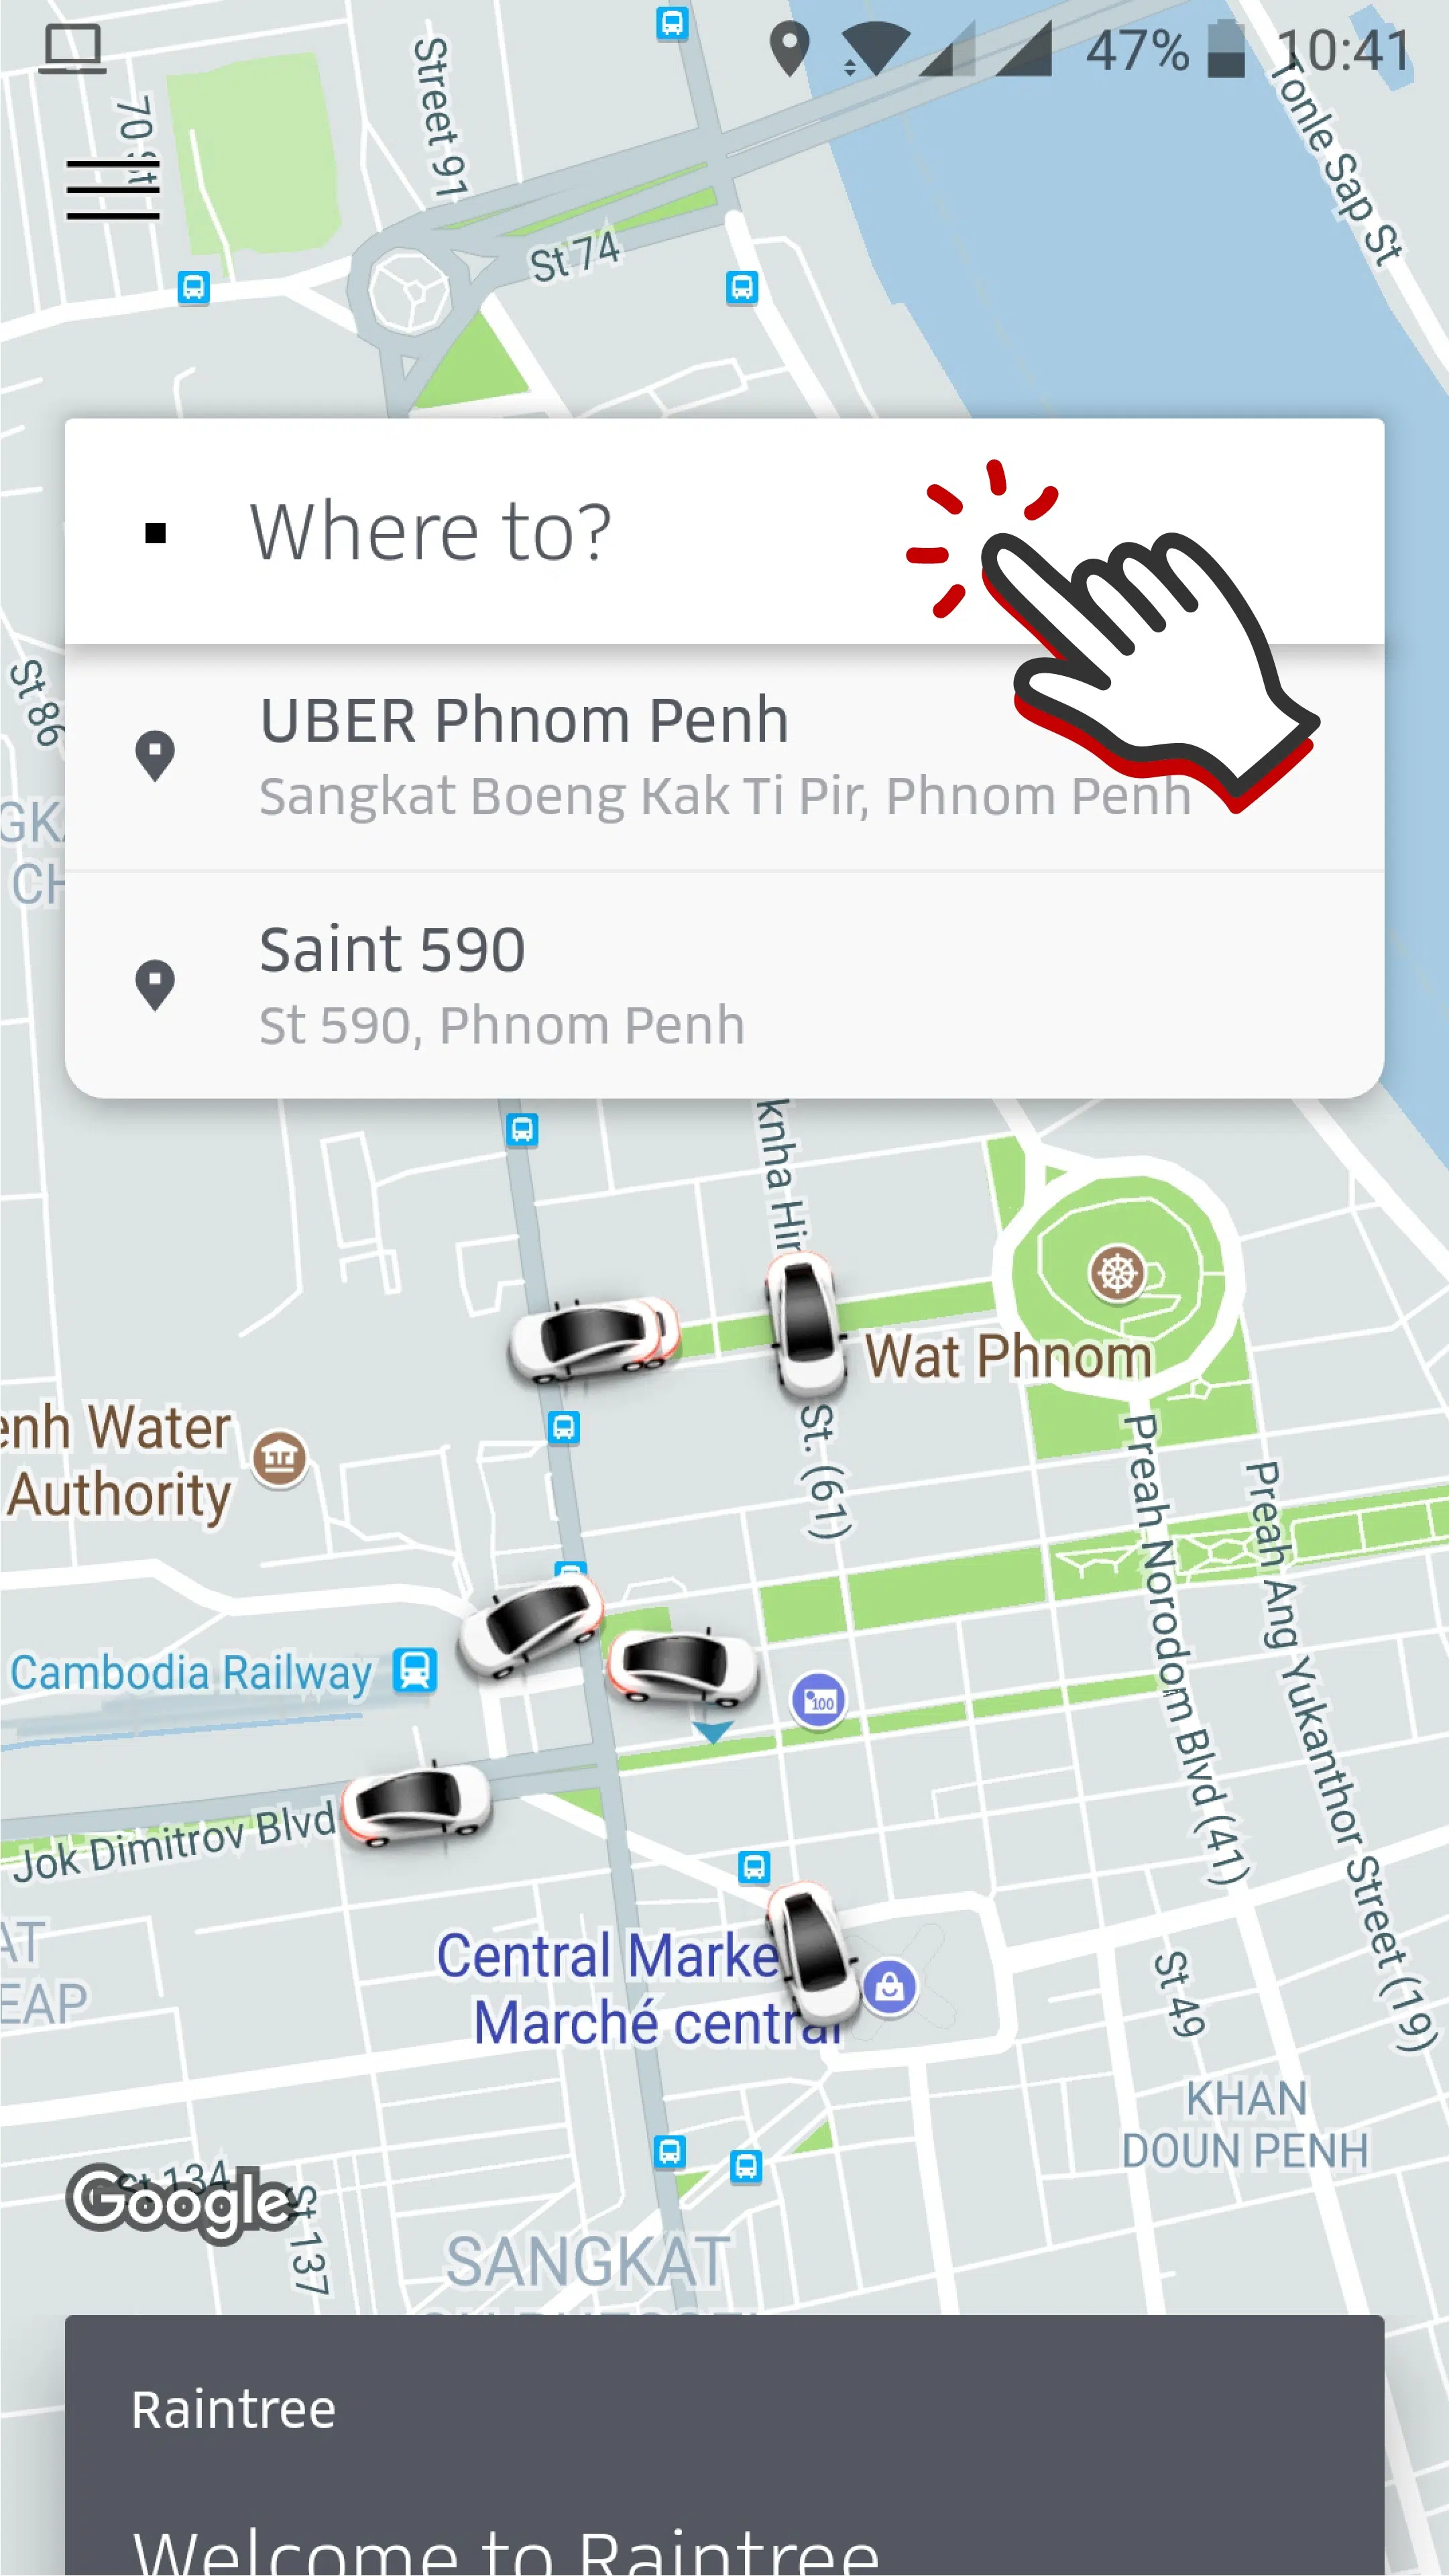 47% 10:41
70 St
Street 91
Tonle Sap St
St 74
Where to?
St 86
UBER Phnom Penh
Sangkat Boeng Kak Ti Pir, Phnom Penh
Saint 590
St 590, Phnom Penh
knha Hin
St. (61)
Wat Phnom
enh Water
Authority
Preah Norodom Blvd (41)
Preah Ang Yukanthor Street (19)
Cambodia Railway
100
Jok Dimitrov Blvd
Central Marke
Marché central
AT
EAP
St 49
KHAN
DOUN PENH
St 134
Google
St 137
SANGKAT
Raintree
Welcome to Raintree